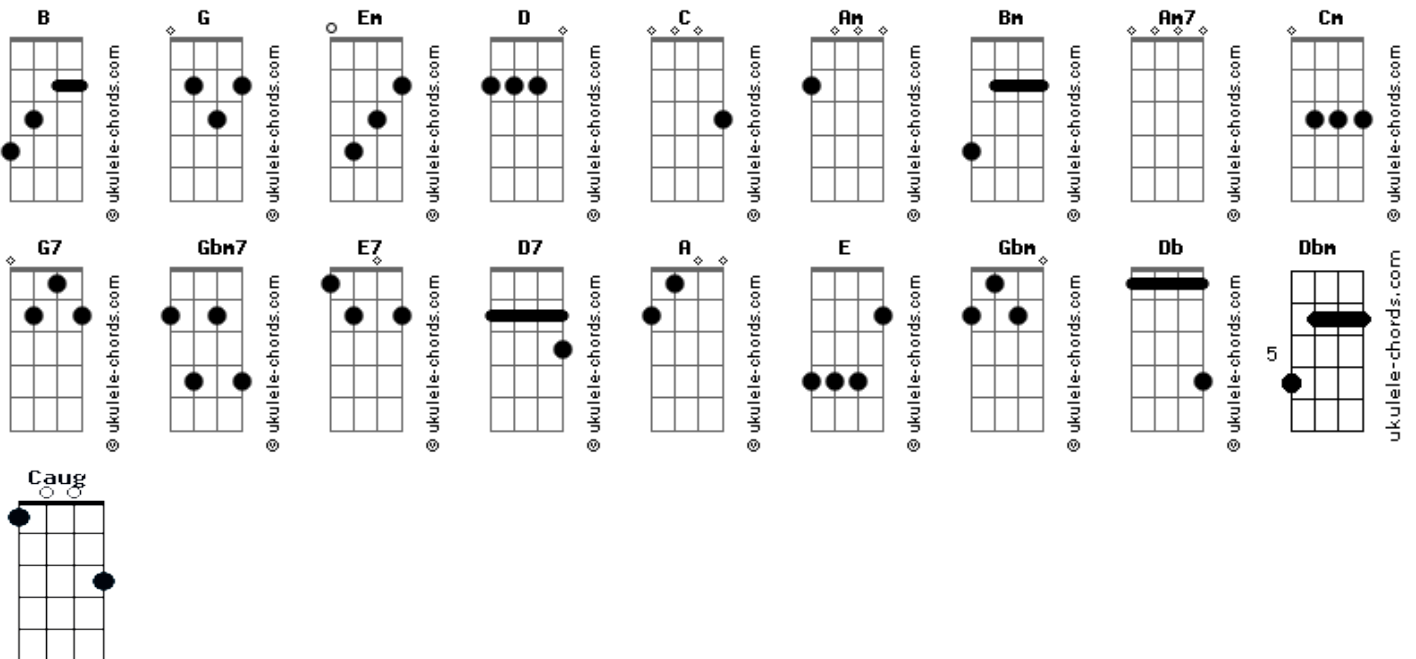 B G Em D C Am Bm Am7 Cm
© ukulele-chords.com © ukulele-chords.com © ukulele-chords.com © ukulele-chords.com © ukulele-chords.com © ukulele-chords.com © ukulele-chords.com © ukulele-chords.com © ukulele-chords.com
G7 Gbm7 E7 D7 A E Gbm Db Dbm
© ukulele-chords.com © ukulele-chords.com © ukulele-chords.com © ukulele-chords.com © ukulele-chords.com © ukulele-chords.com © ukulele-chords.com © ukulele-chords.com ukulele-chords.com
5
Caug